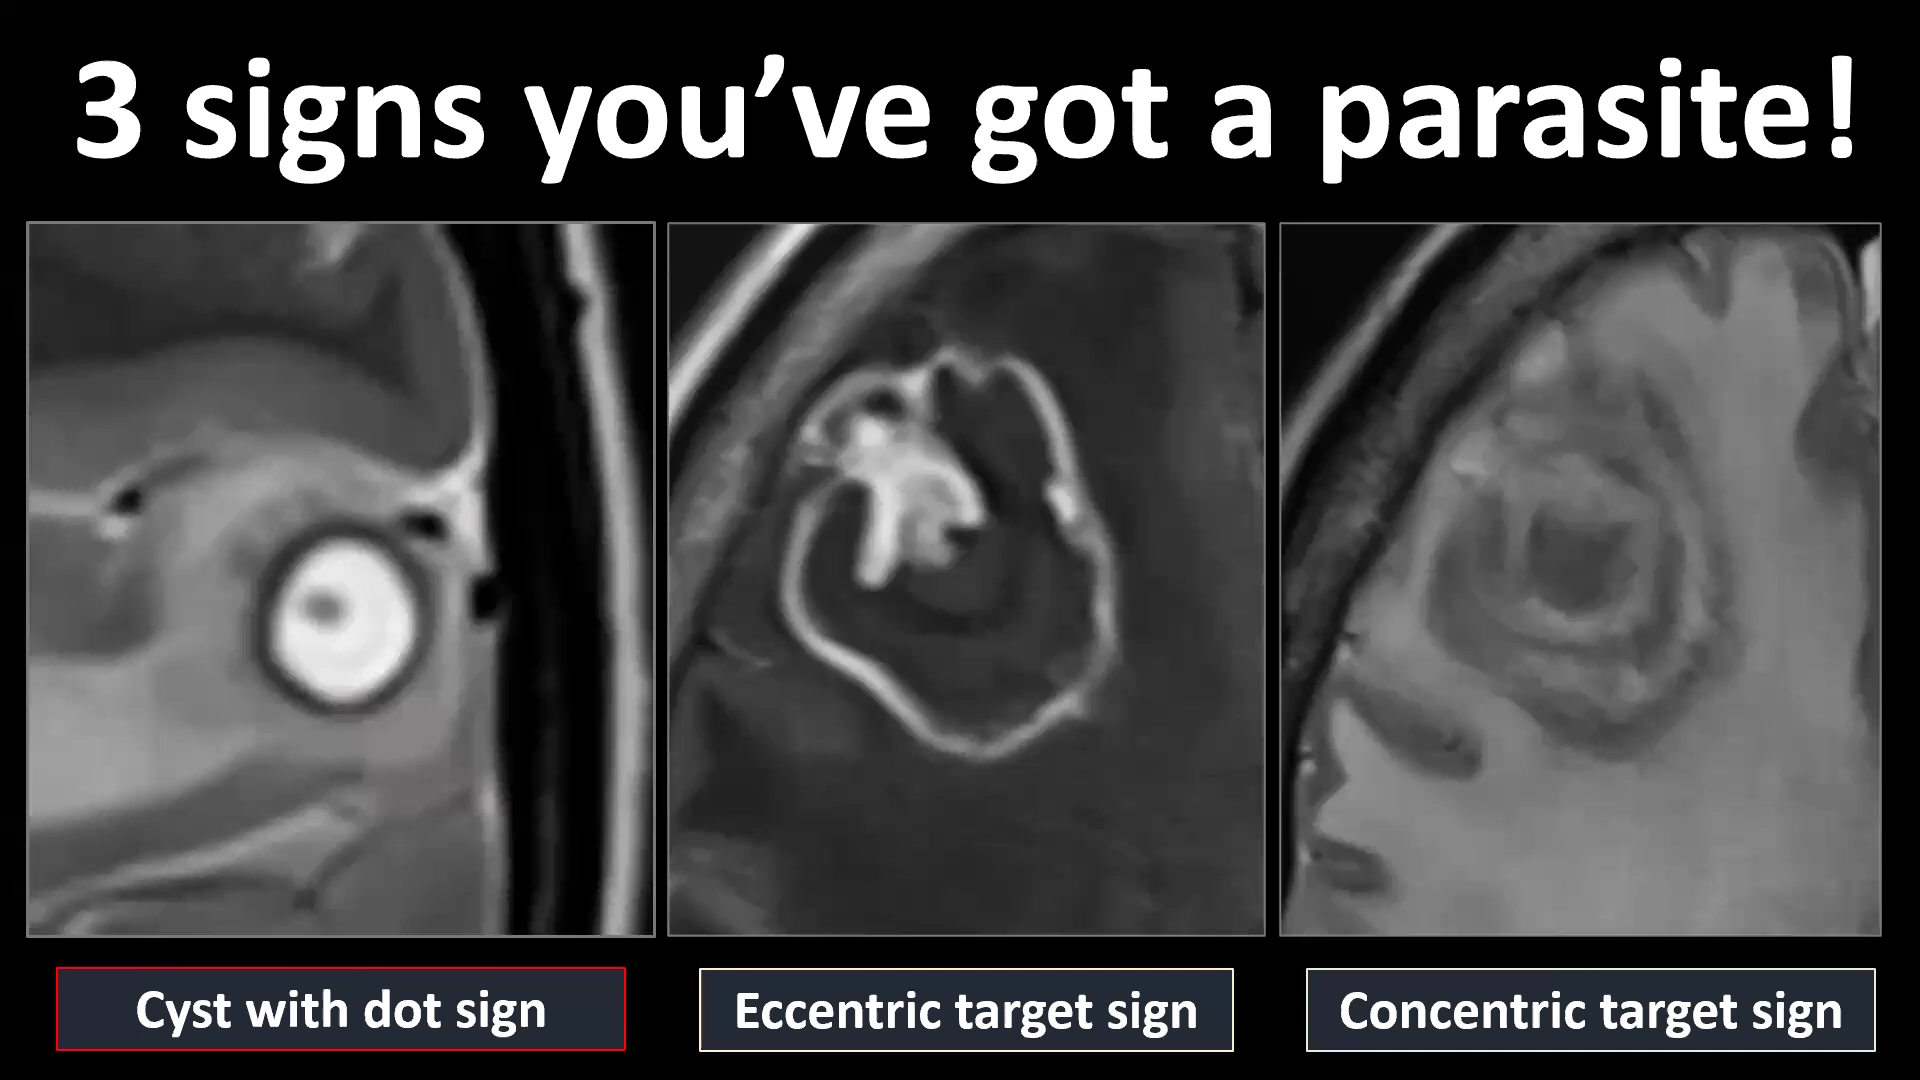 3 signs you’ve got a parasite!
Cyst with dot sign
Eccentric target sign
Concentric target sign